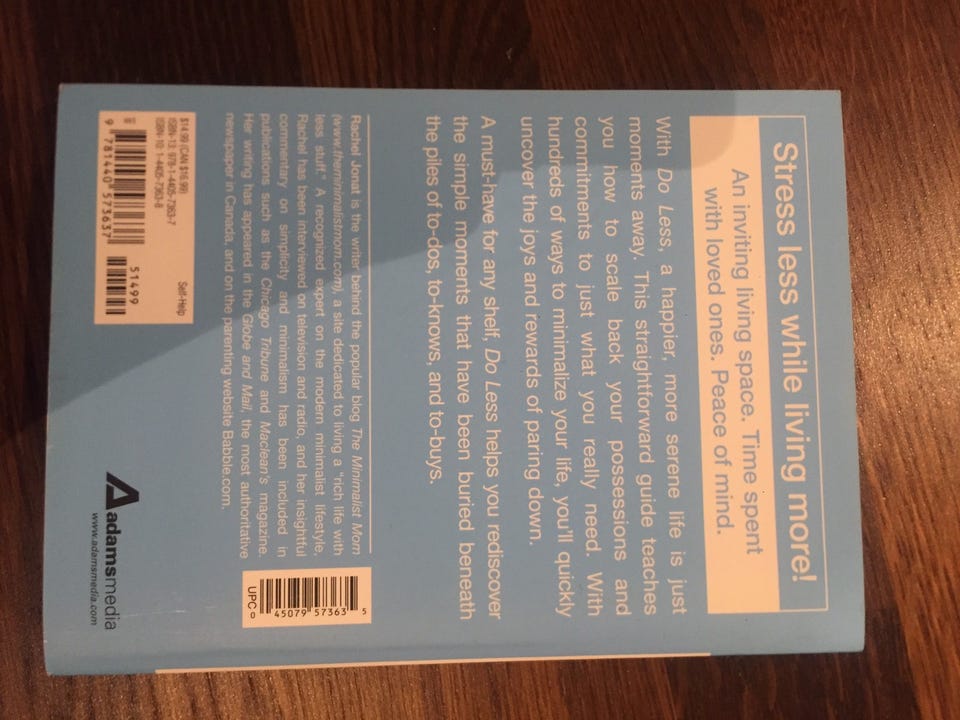 Stress less while living more!
An inviting living space. Time spent
with loved ones. Peace of mind.
With Do Less, a happier, more serene life is just
moments away. This straightforward guide teaches
you how to scale back your possessions and
commitments to just what you really need. With
hundreds of ways to minimalize your life, you'll quickly
uncover the joys and rewards of paring down.
A must-have for any shelf, Do Less helps you rediscover
the simple moments that have been buried beneath
the piles of to-dos, to-knows, and to-buys.
Rachel Jonat is the writer behind the popular blog The Minimalist Mom
(www.theminimalistmom.com), a site dedicated to living a "rich life with
less stuff." A recognized expert on the modern minimalist lifestyle,
Rachel has been interviewed on television and radio, and her insightful
commentary on simplicity and minimalism has been included in
publications such as the Chicago Tribune and Maclean's magazine.
Her writing has appeared in the Globe and Mail, the most authoritative
newspaper in Canada, and on the parenting website Babble.com.
$14.99 (CAN $16.99)
Self-Help
ISBN-13: 978-1-4405-7363-7
ISBN-10: 1-4405-7363-8
51499
9 781440 573637
UPC
0 45079 57363 5
adamsmedia
www.adamsmedia.com